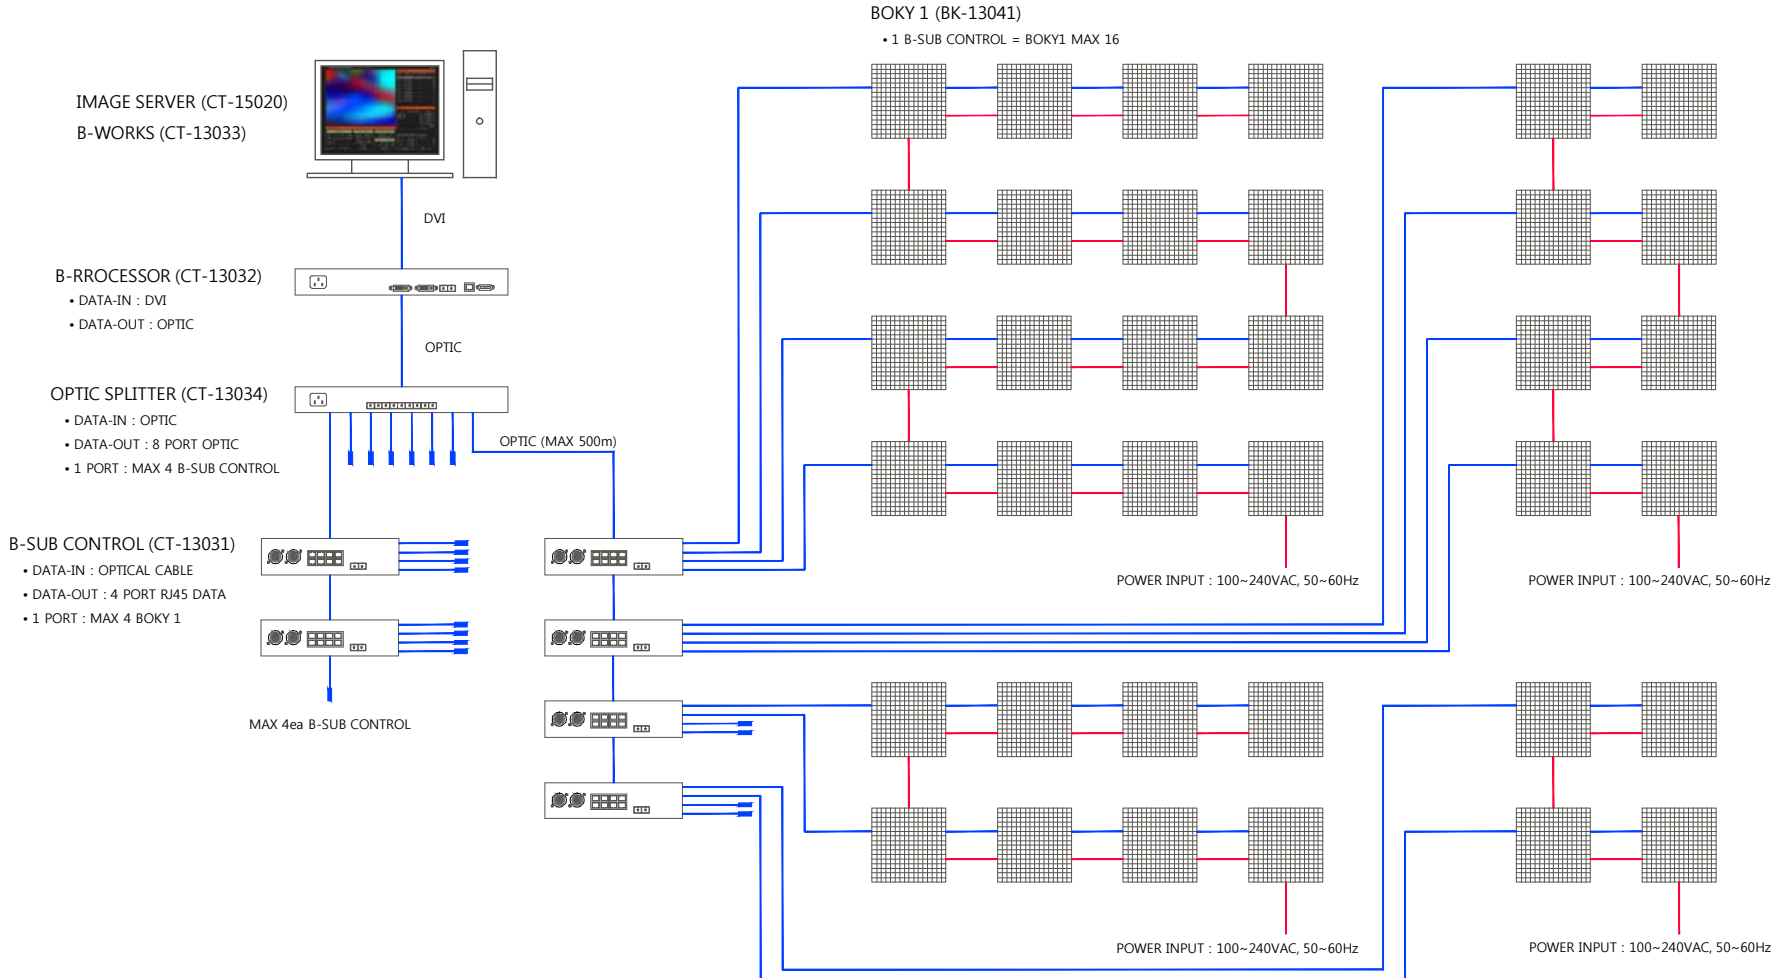 BOKY 1 (BK-13041)
• 1 B-SUB CONTROL = BOKY1 MAX 16
IMAGE SERVER (CT-15020)
B-WORKS (CT-13033)
DVI
B-RROCESSOR (CT-13032)
• DATA-IN : DVI
• DATA-OUT : OPTIC
OPTIC
OPTIC SPLITTER (CT-13034)
• DATA-IN : OPTIC
• DATA-OUT : 8 PORT OPTIC
• 1 PORT : MAX 4 B-SUB CONTROL
OPTIC (MAX 500m)
B-SUB CONTROL (CT-13031)
• DATA-IN : OPTICAL CABLE
• DATA-OUT : 4 PORT RJ45 DATA
• 1 PORT : MAX 4 BOKY 1
MAX 4ea B-SUB CONTROL
POWER INPUT : 100~240VAC, 50~60Hz
POWER INPUT : 100~240VAC, 50~60Hz
POWER INPUT : 100~240VAC, 50~60Hz
POWER INPUT : 100~240VAC, 50~60Hz